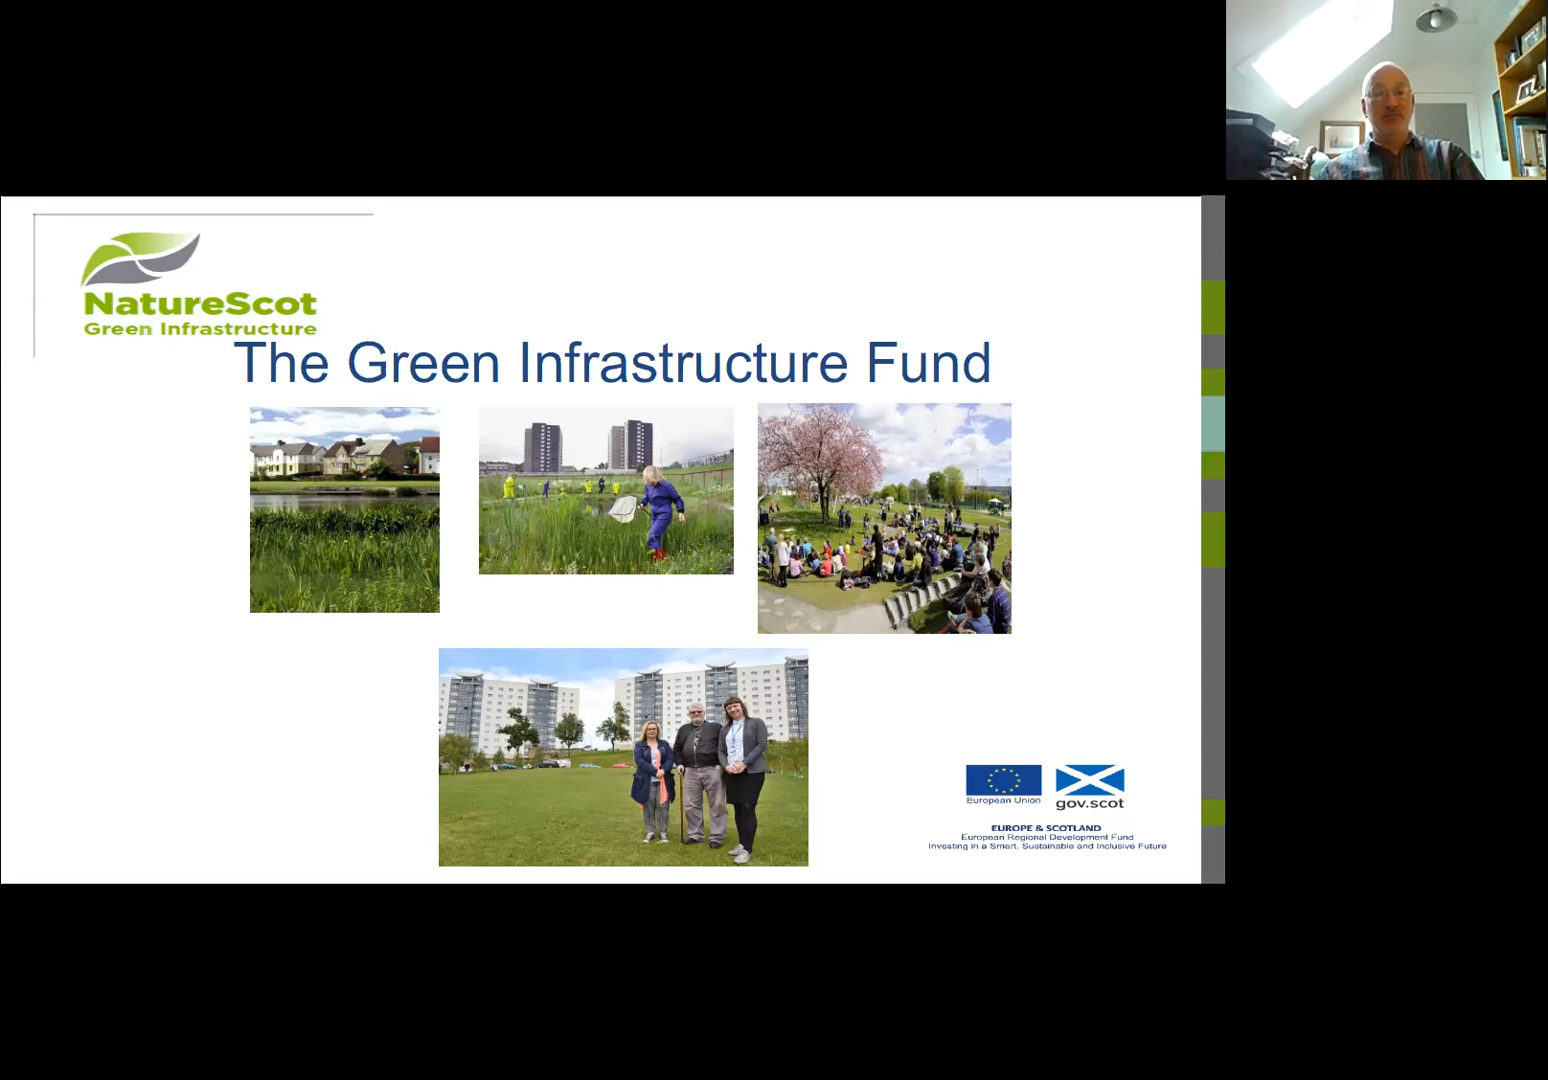 NatureScot
Green Infrastructure
The Green Infrastructure Fund
European Union
gov.scot
EUROPE & SCOTLAND
European Regional Development Fund
Investing in a Smart, Sustainable and Inclusive Future